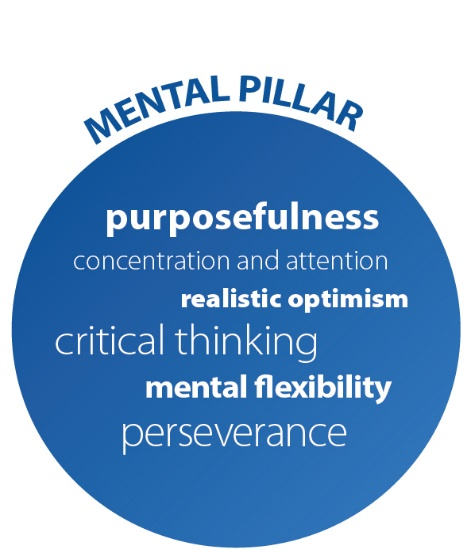 MENTAL PILLAR
purposefulness
concentration and attention
realistic optimism
critical thinking
mental flexibility
perseverance